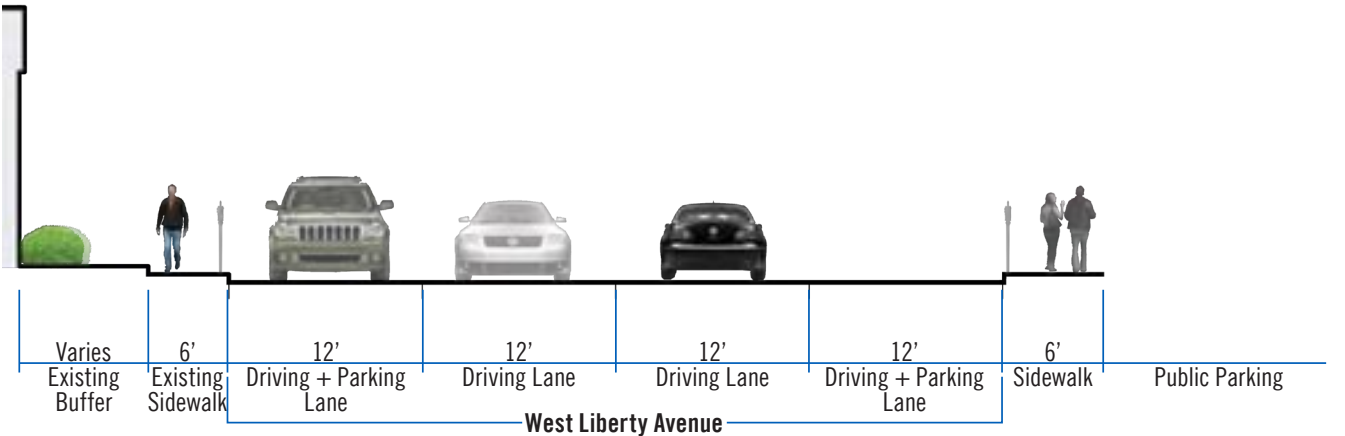 Varies
6’
12’
12’
12’
12’
6’
Existing
Buffer
Existing
Sidewalk
Driving + Parking
Lane
Driving Lane
Driving Lane
Driving + Parking
Lane
Sidewalk
Public Parking
West Liberty Avenue